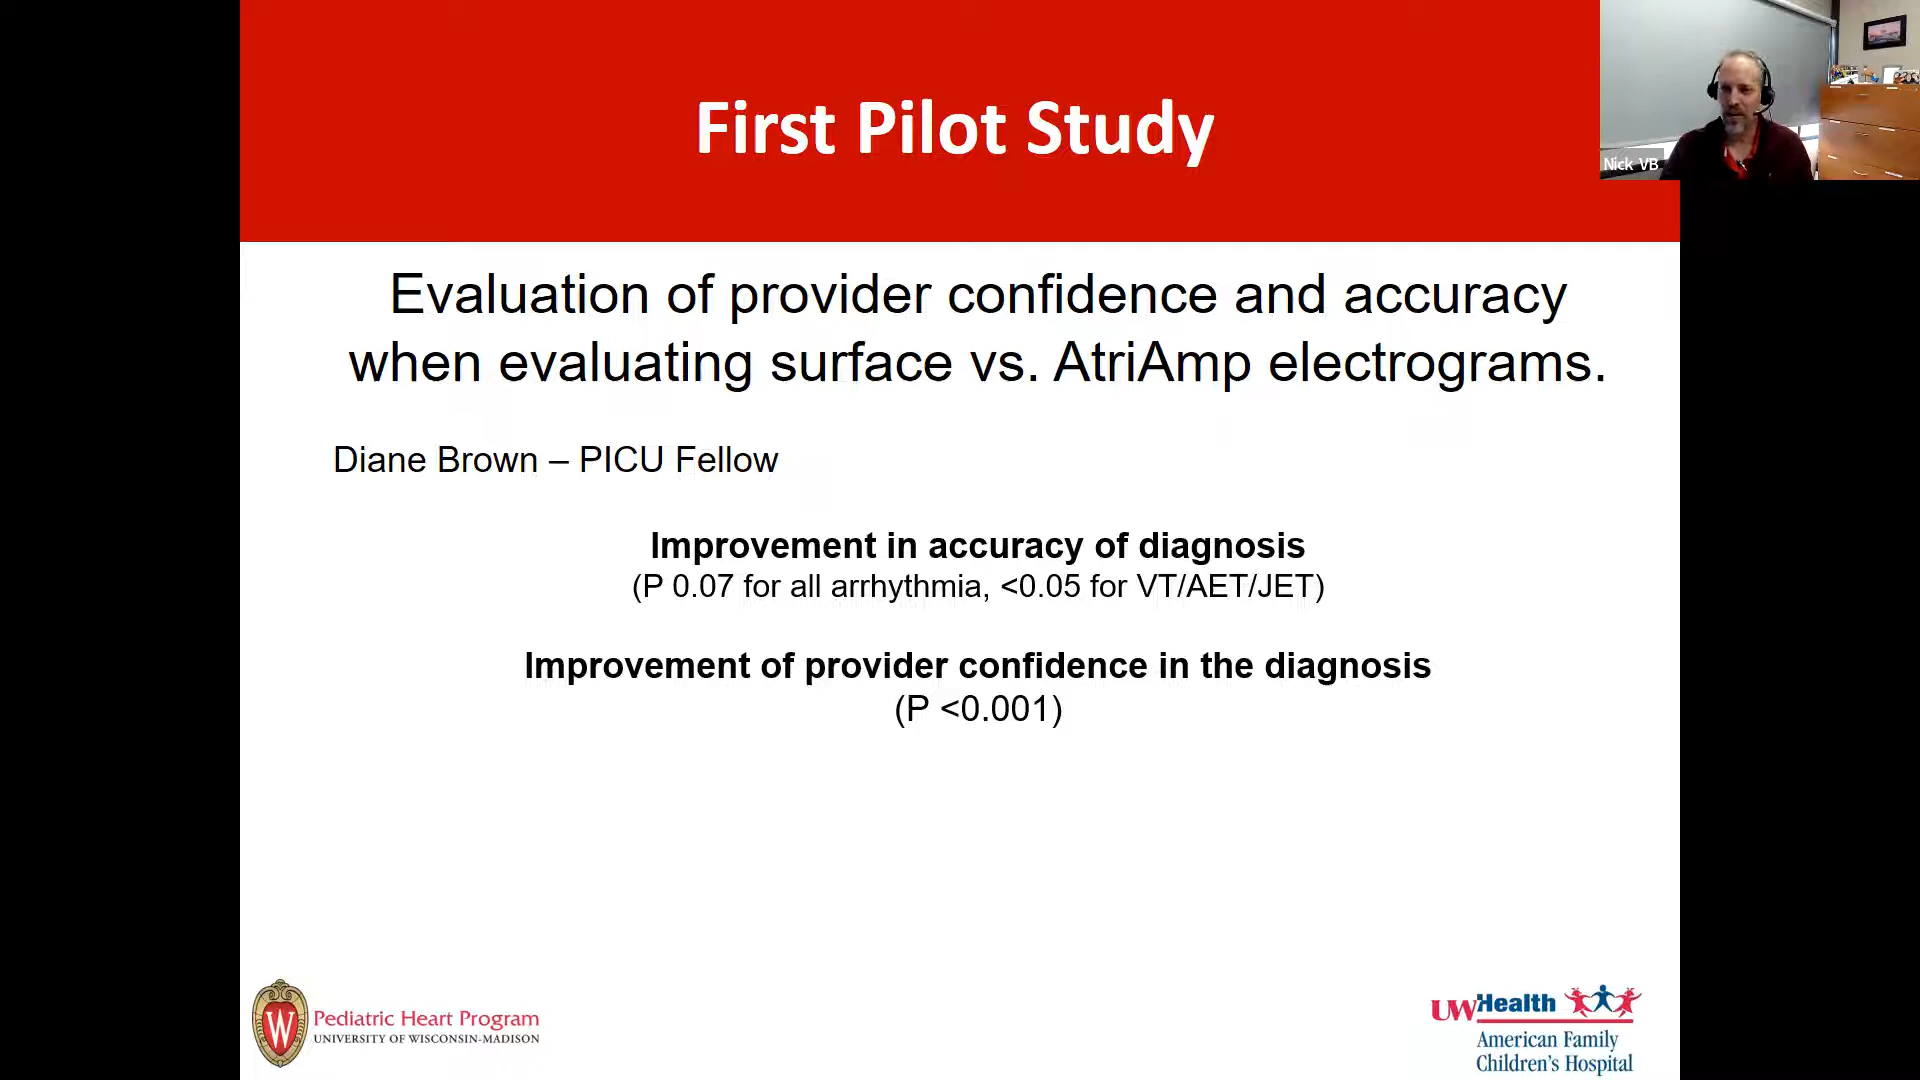 First Pilot Study
Nick VB
Evaluation of provider confidence and accuracy
when evaluating surface vs. AtriAmp electrograms.
Diane Brown – PICU Fellow
Improvement in accuracy of diagnosis
(P 0.07 for all arrhythmia, <0.05 for VT/AET/JET)
Improvement of provider confidence in the diagnosis
(P <0.001)
W
Pediatric Heart Program
UNIVERSITY OF WISCONSIN-MADISON
UWHealth
American Family
Children's Hospital